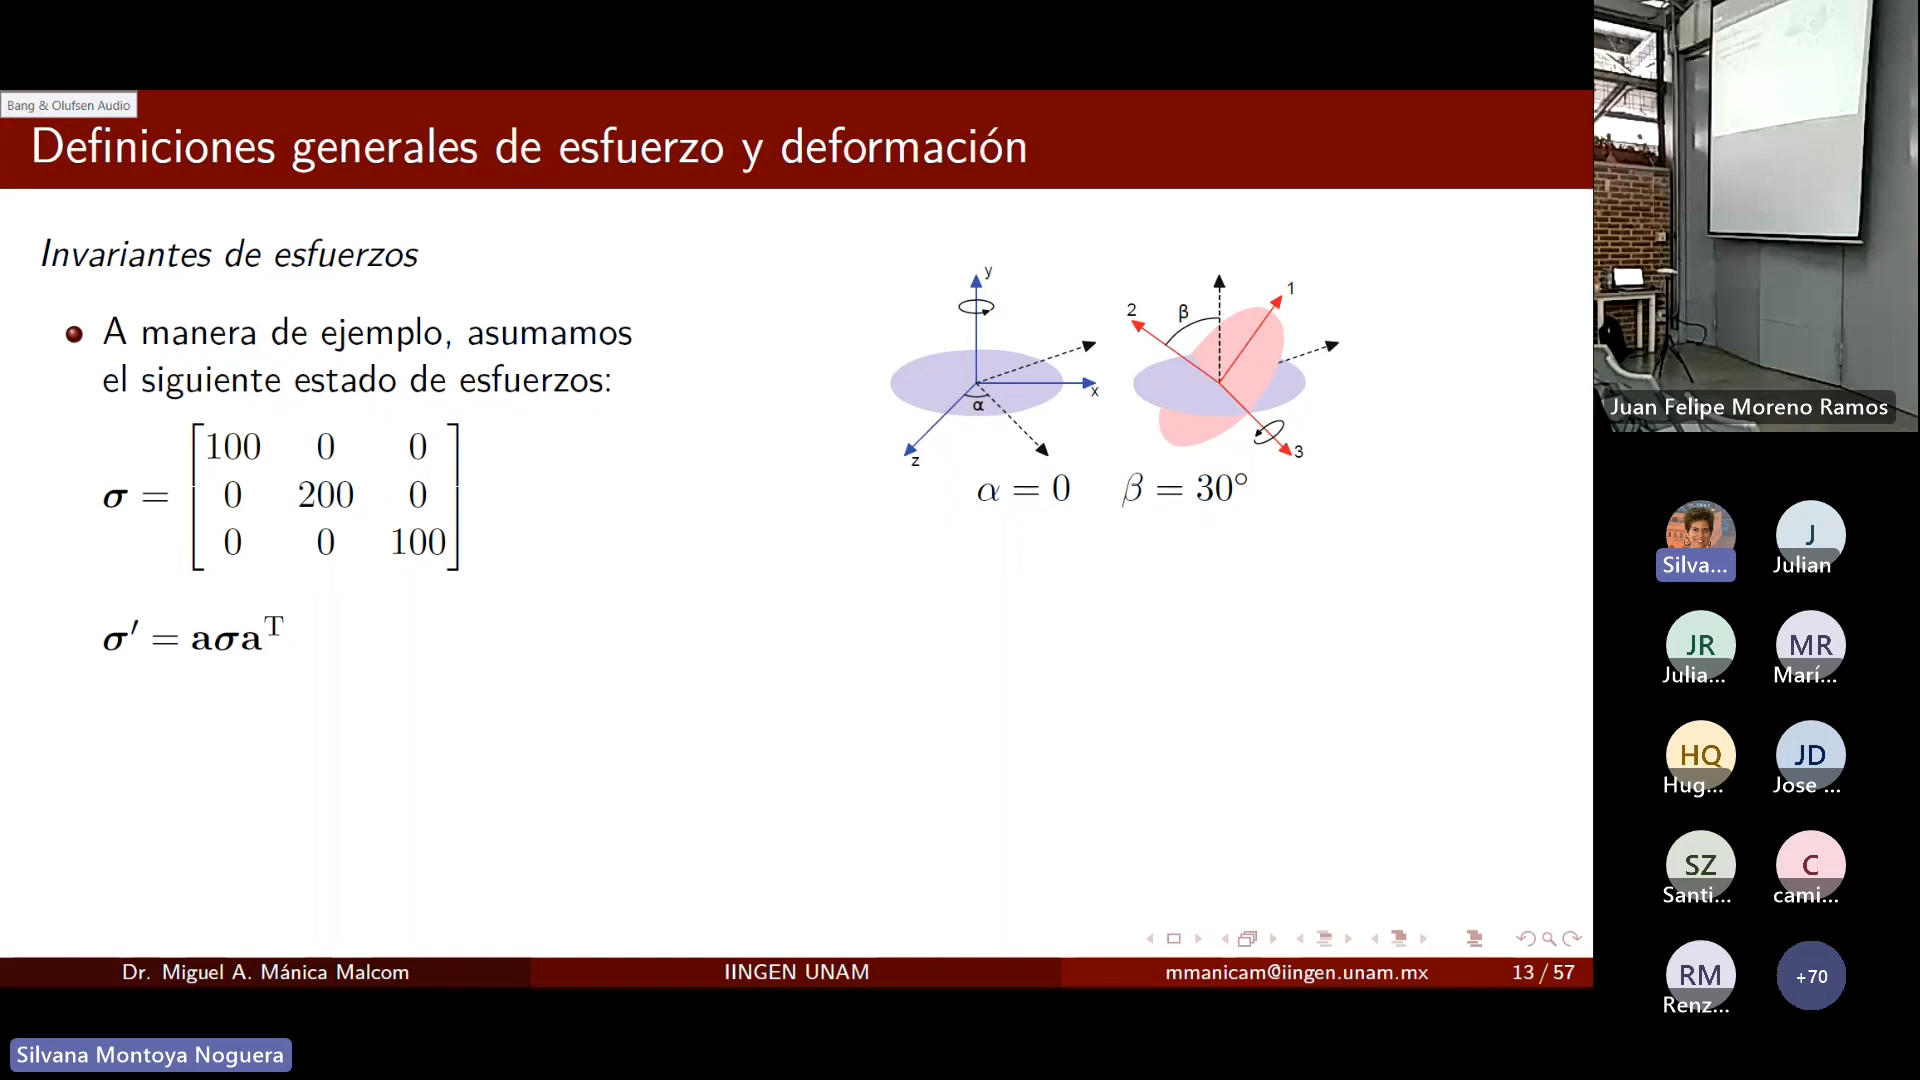 Bang & Olufsen Audio
Definiciones generales de esfuerzo y deformación
Invariantes de esfuerzos
A manera de ejemplo, asumamos
el siguiente estado de esfuerzos:
σ = [100 0 0
0 200 0
0 0 100]
σ′ = aσaᵀ
y
x
z
α
1
2
3
β
α = 0 β = 30°
Dr. Miguel A. Mánica Malcom IINGEN UNAM mmanicam@iingen.unam.mx 13 / 57
Silvana Montoya Noguera
Juan Felipe Moreno Ramos
Silva...
J
Julian
JR
Julia...
MR
Marí...
HQ
Hug...
JD
Jose ...
SZ
Santi...
C
cami...
RM
Renz...
+70